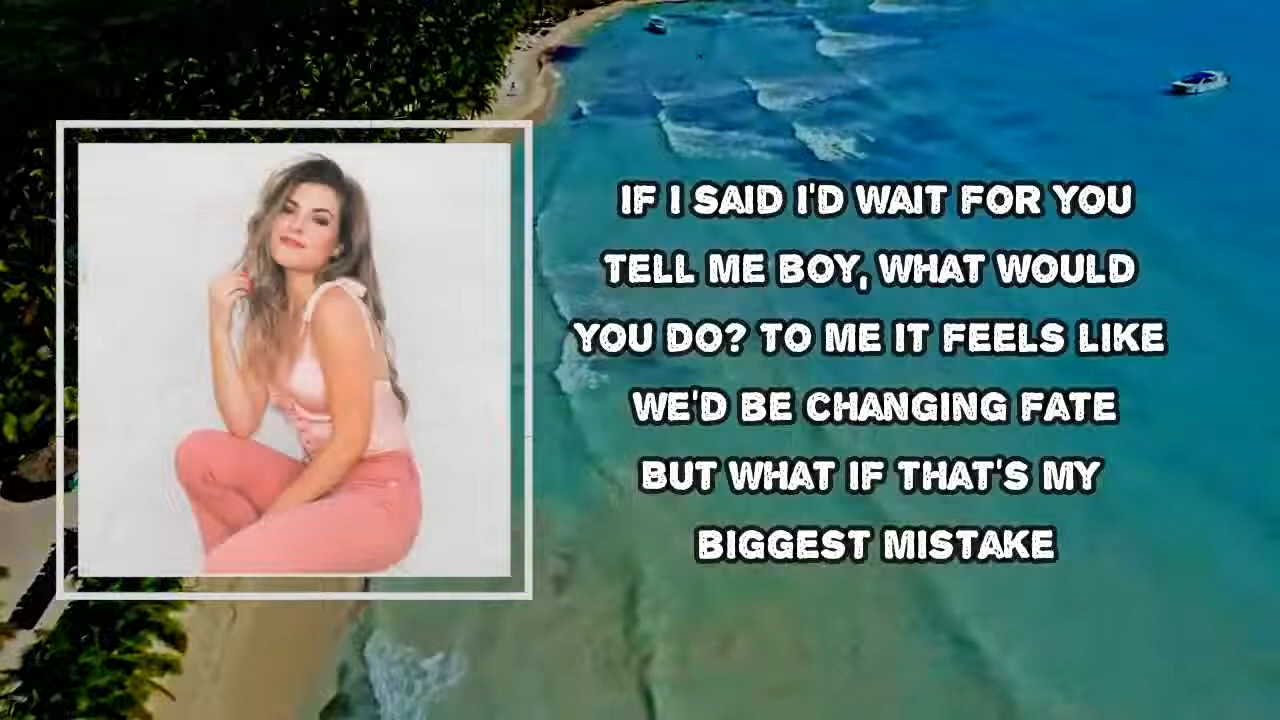 IF I SAID I'D WAIT FOR YOU
TELL ME BOY, WHAT WOULD
YOU DO? TO ME IT FEELS LIKE
WE'D BE CHANGING FATE
BUT WHAT IF THAT'S MY
BIGGEST MISTAKE